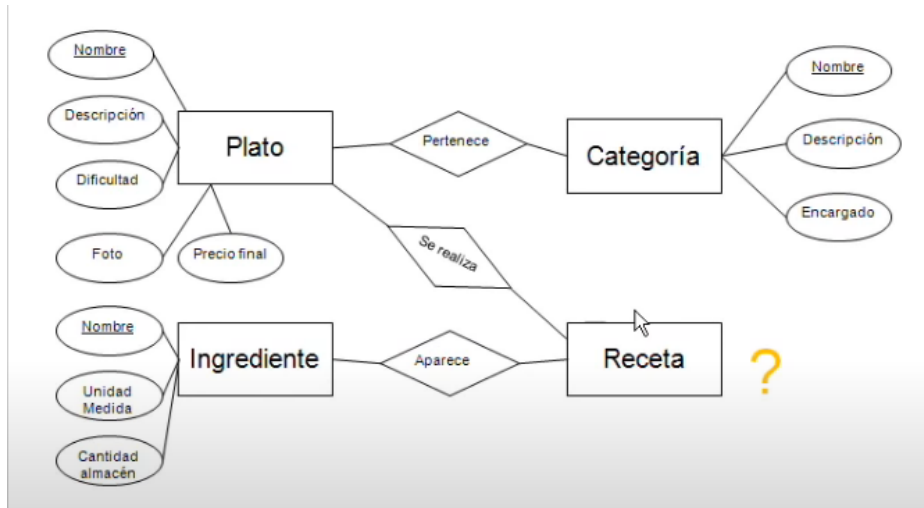 Nombre
Descripción
Dificultad
Foto
Precio final
Plato
Pertenece
Categoría
Nombre
Descripción
Encargado
Se realiza
Nombre
Unidad
Medida
Cantidad
almacén
Ingrediente
Aparece
Receta
?